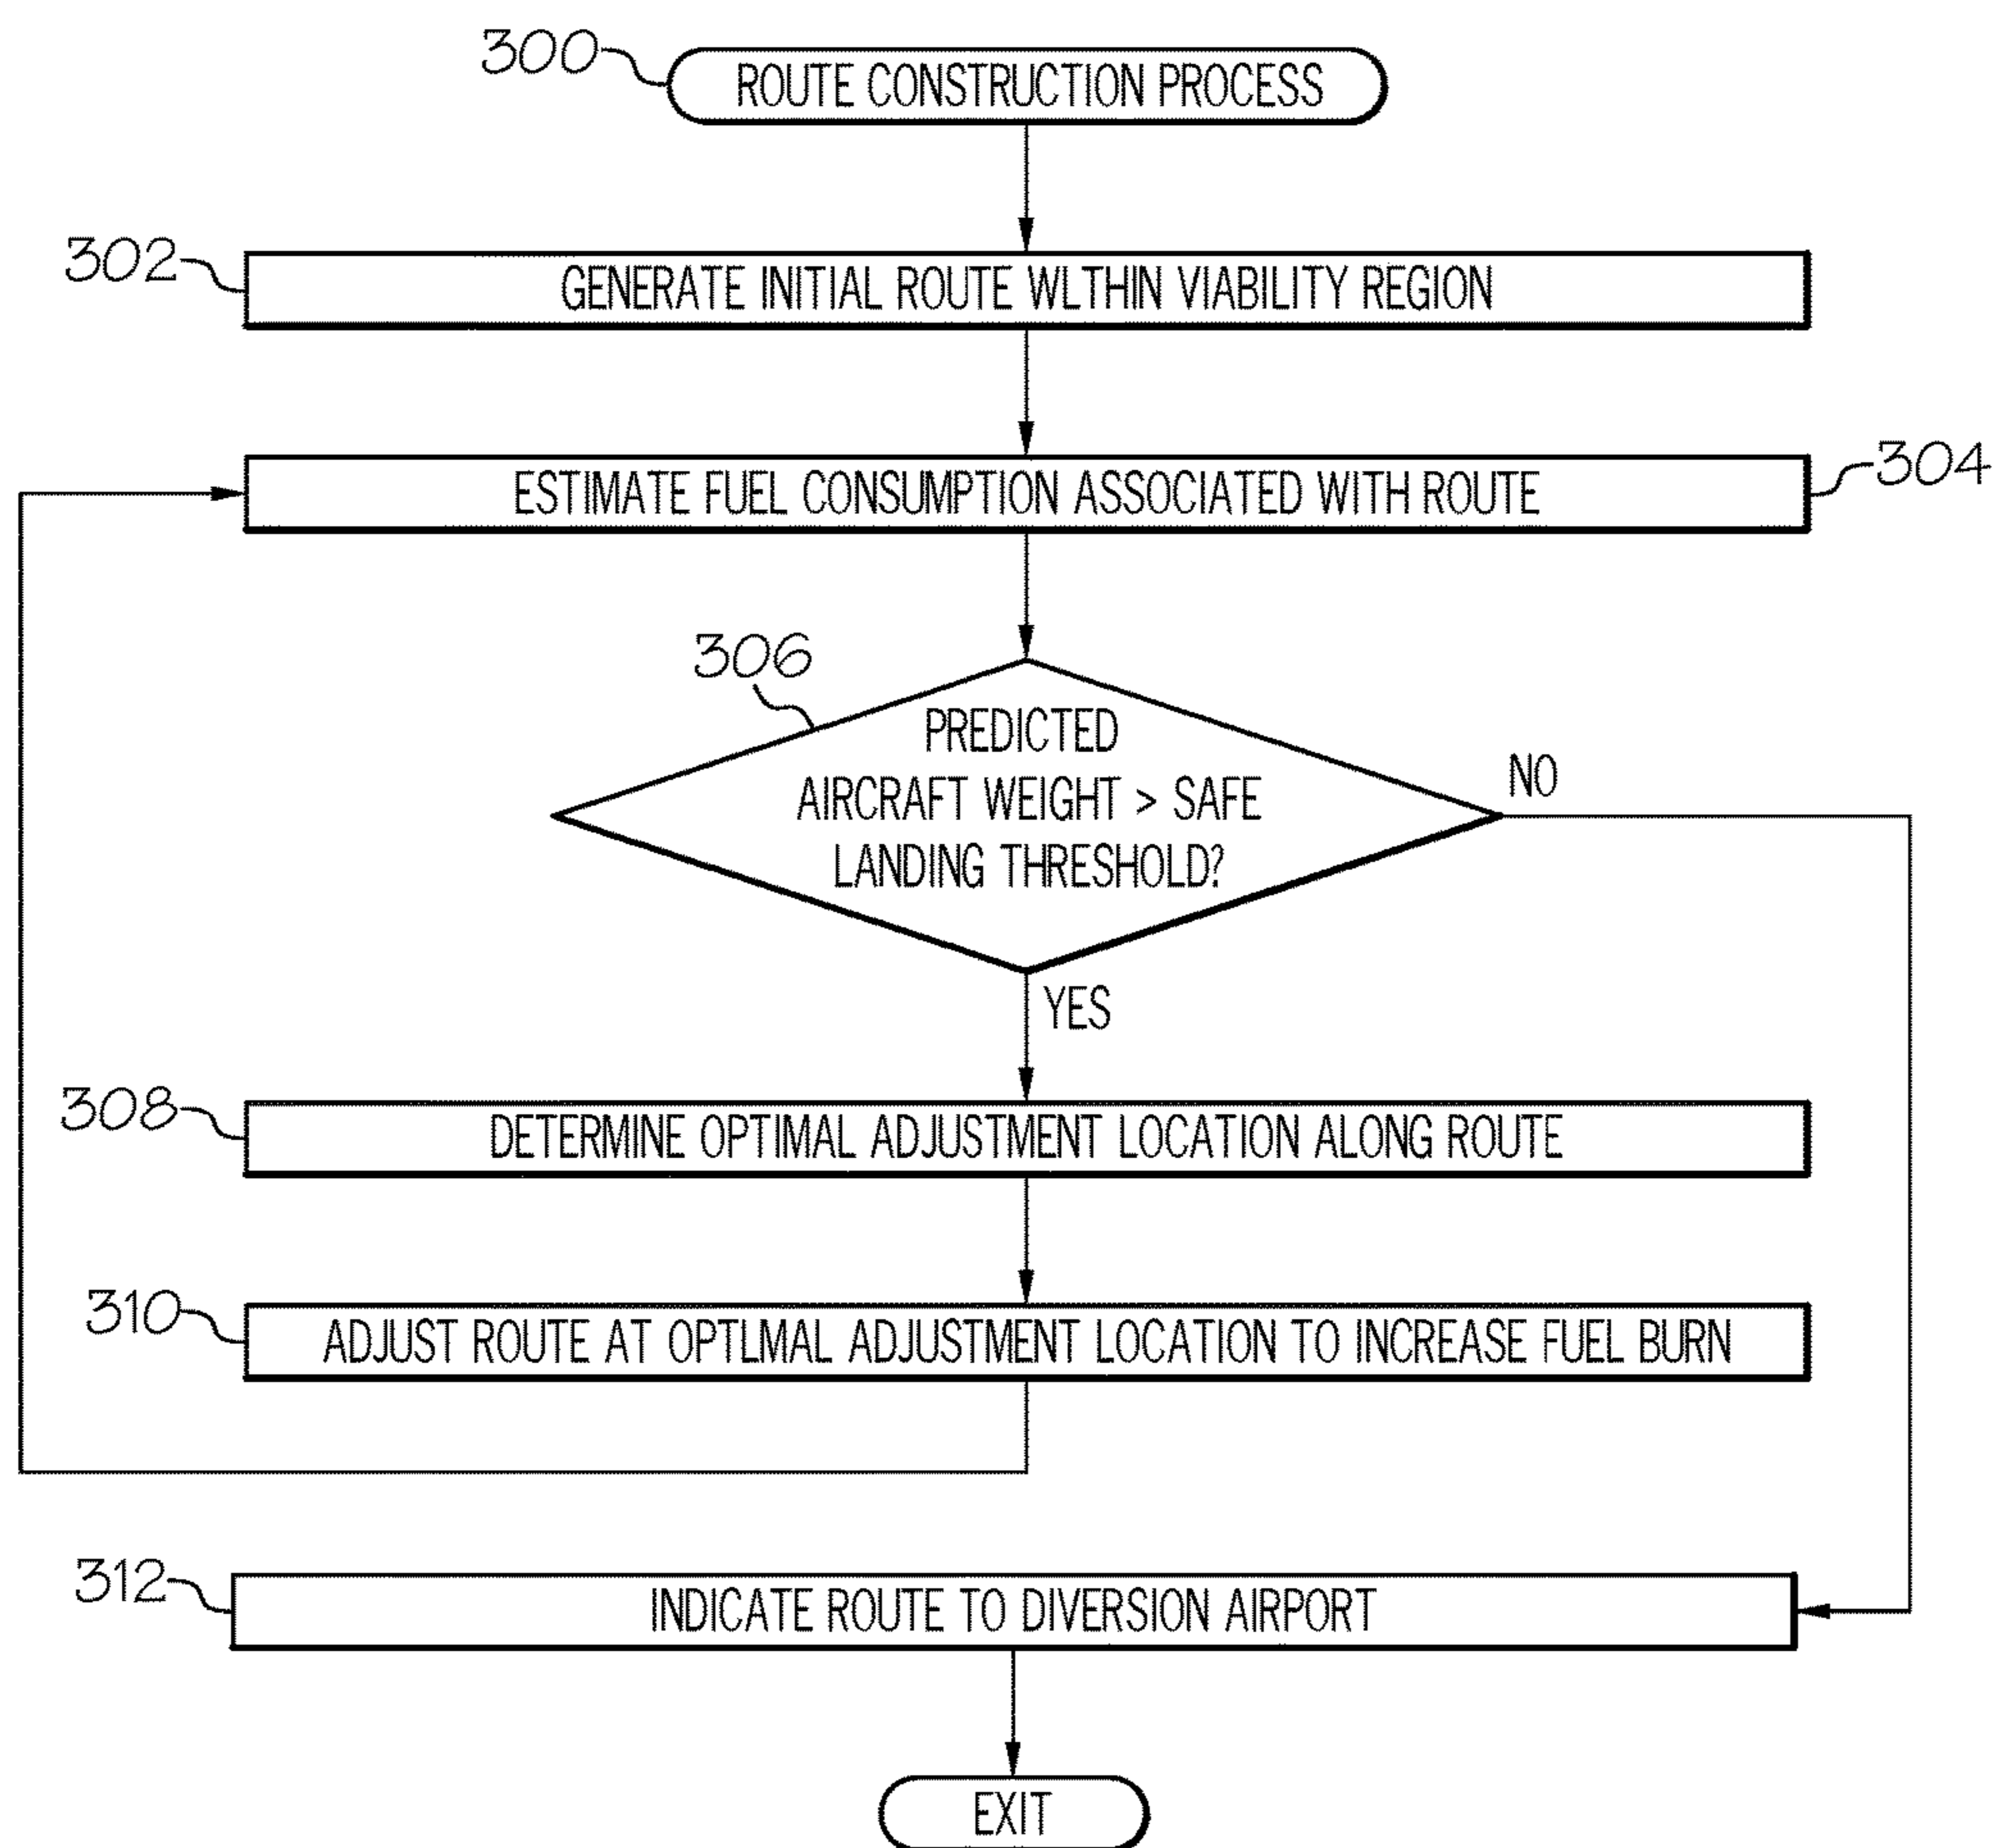 300
ROUTE CONSTRUCTION PROCESS
302
GENERATE INITIAL ROUTE WLTHIN VIABILITY REGION
304
ESTIMATE FUEL CONSUMPTION ASSOCIATED WITH ROUTE
306
PREDICTED
AIRCRAFT WEIGHT > SAFE
LANDING THRESHOLD?
NO
YES
308
DETERMINE OPTIMAL ADJUSTMENT LOCATION ALONG ROUTE
310
ADJUST ROUTE AT OPTLMAL ADJUSTMENT LOCATION TO INCREASE FUEL BURN
312
INDICATE ROUTE TO DIVERSION AIRPORT
EXIT